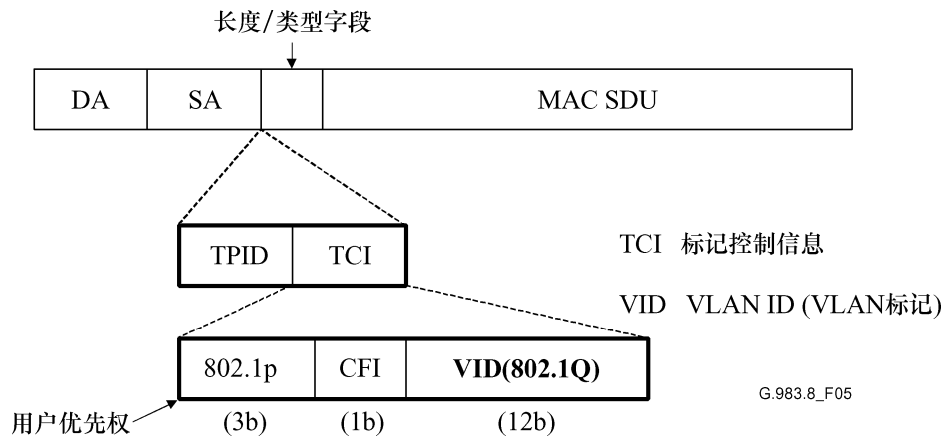 长度/类型字段
DA SA MAC SDU
TPID TCI
TCI 标记控制信息
VID VLAN ID (VLAN标记)
802.1p CFI VID(802.1Q)
用户优先权
(3b) (1b) (12b)
G.983.8_F05